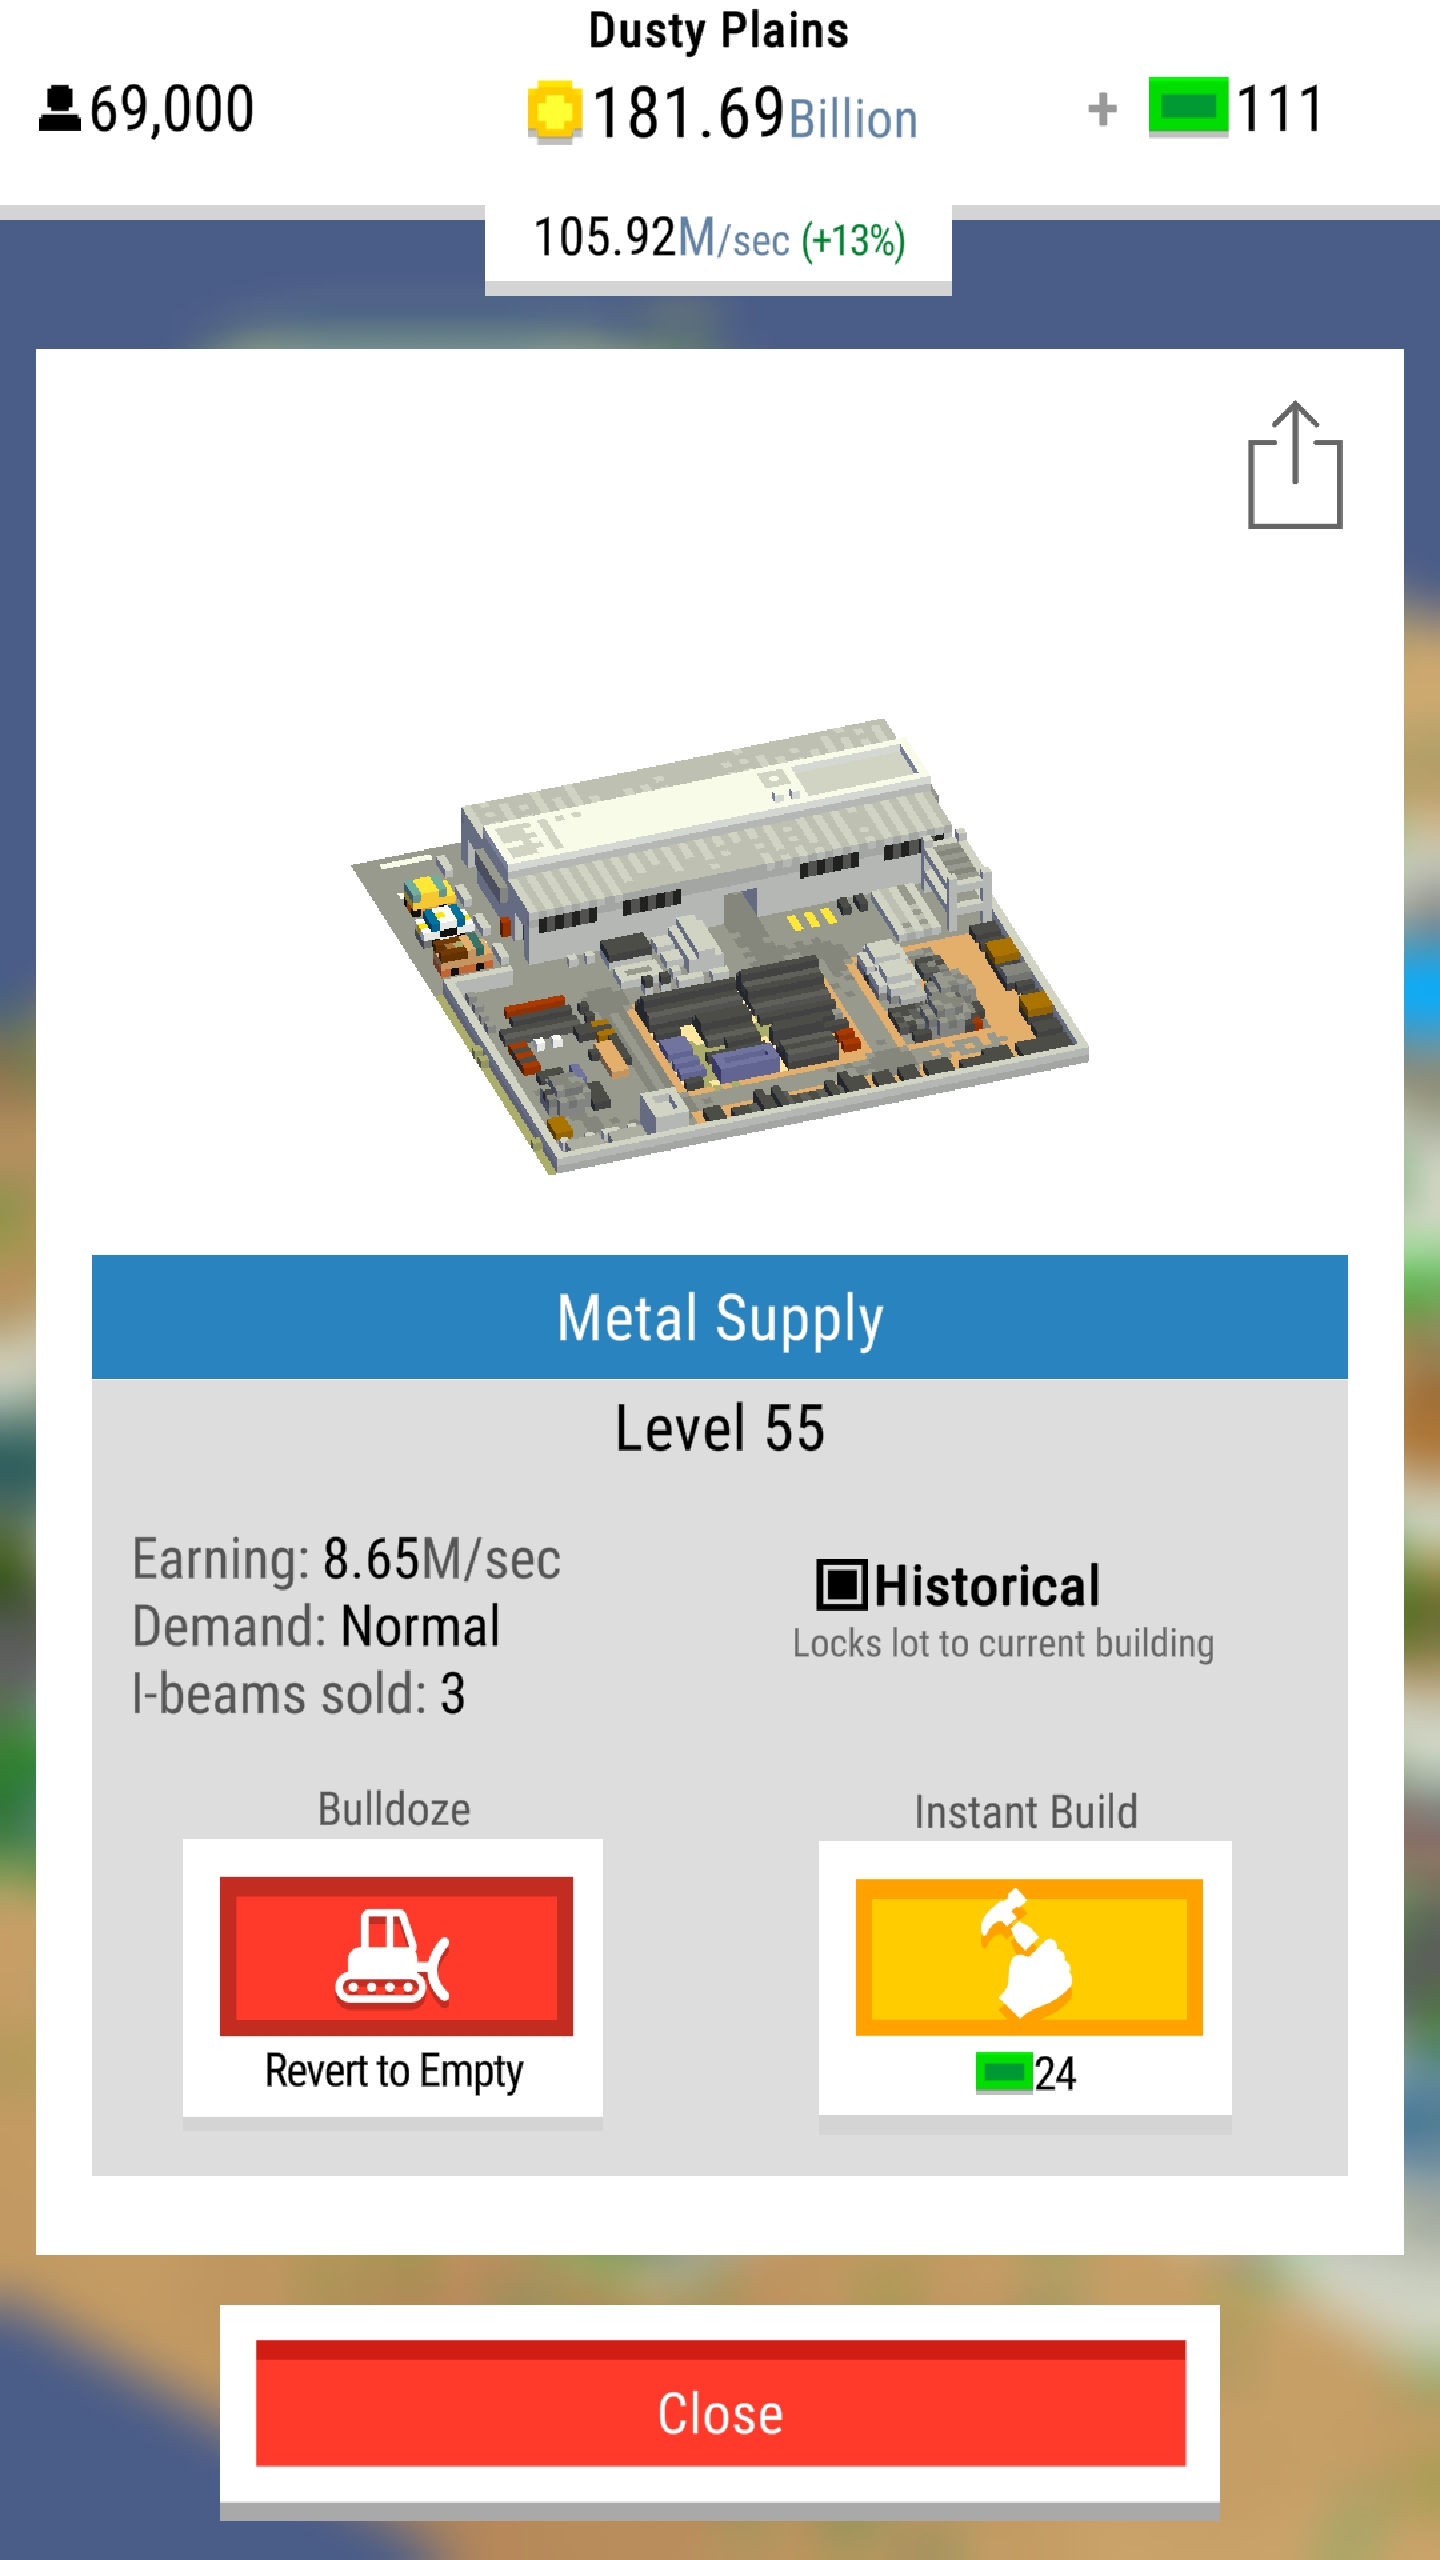 Dusty Plains
69,000
181.69Billion
+ 111
105.92M/sec (+13%)
Metal Supply
Level 55
Earning: 8.65M/sec
Demand: Normal
I-beams sold: 3
Historical
Locks lot to current building
Bulldoze
Revert to Empty
Instant Build
24
Close